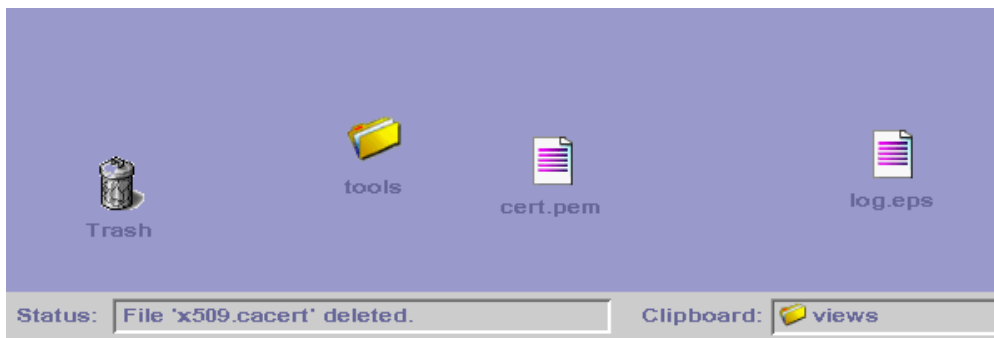 tools
cert.pem
log.eps
Trash
Status: File 'x509.cacert' deleted. Clipboard: views